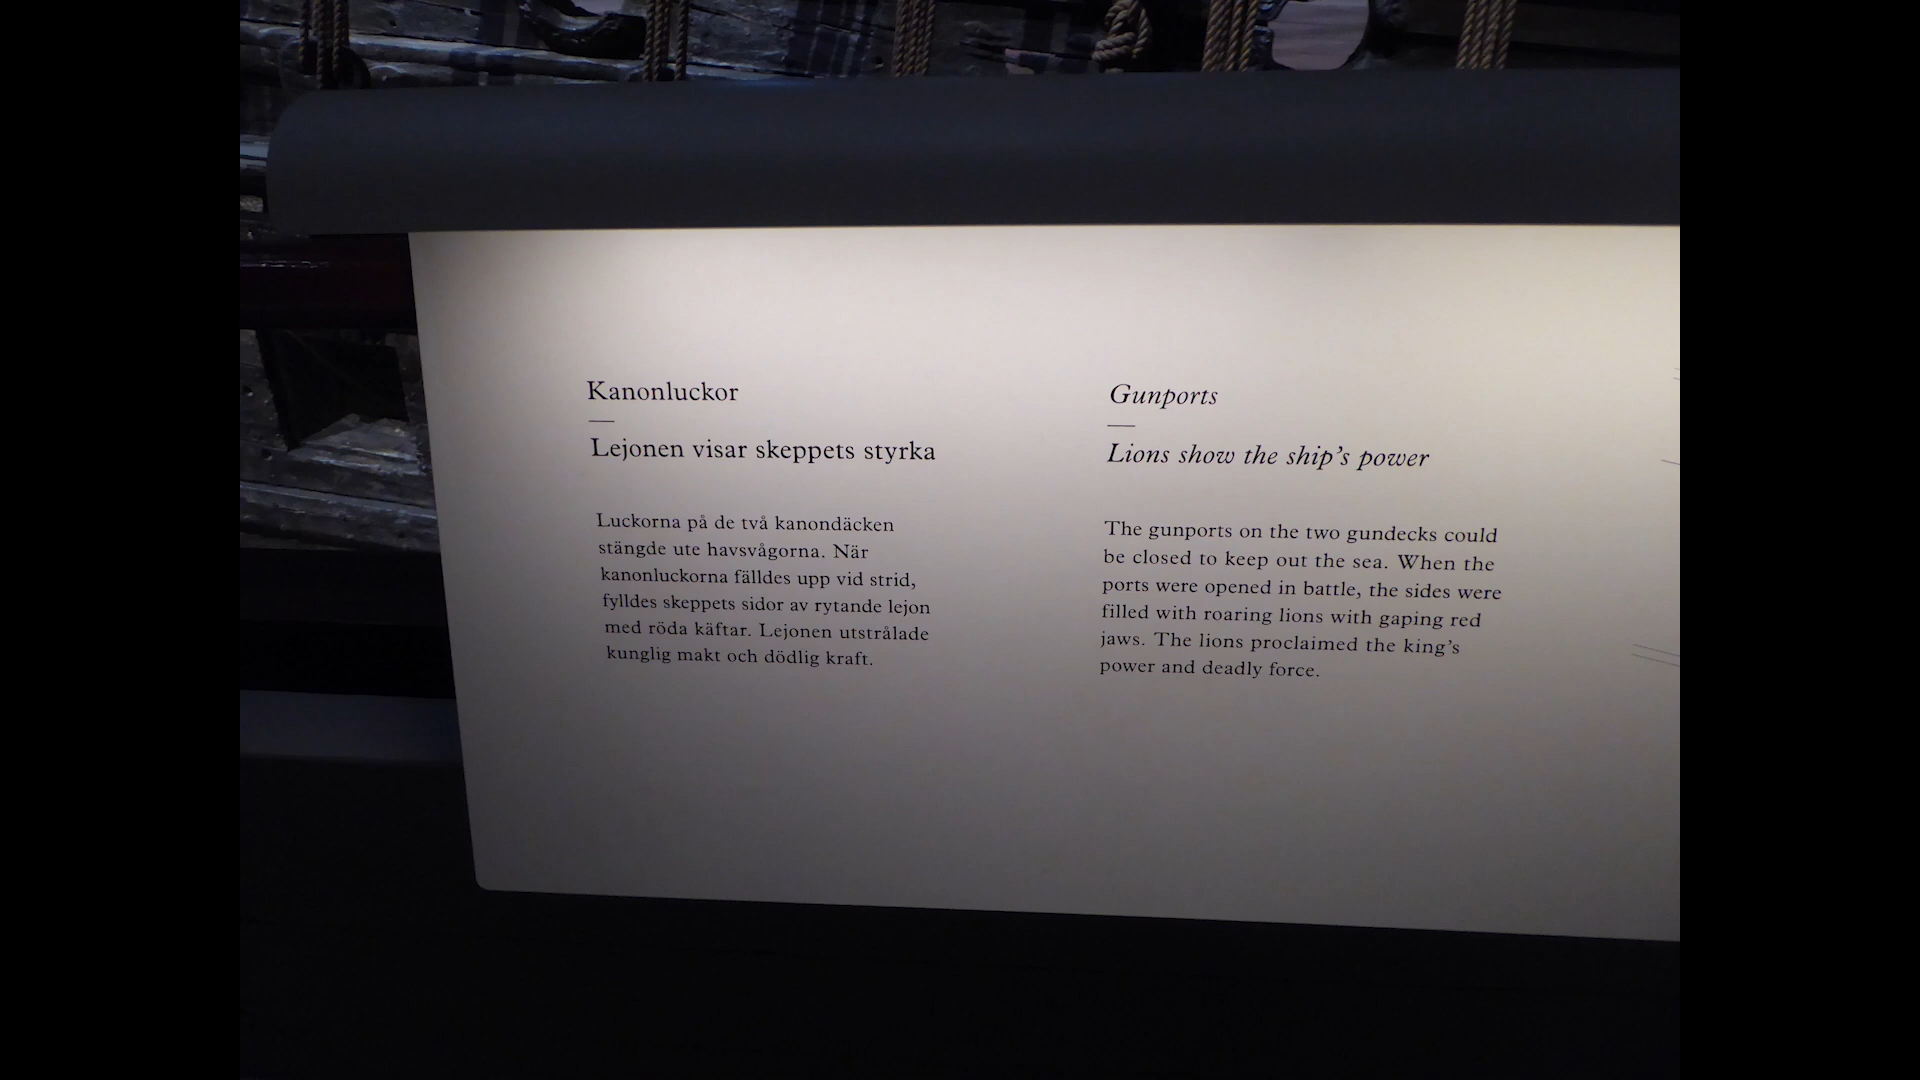 Kanonluckor
Lejonen visar skeppets styrka
Luckorna på de två kanondäcken
stängde ute havsvågorna. När
kanonluckorna fälldes upp vid strid,
fylldes skeppets sidor av rytande lejon
med röda käftar. Lejonen utstrålade
kunglig makt och dödlig kraft.
Gunports
Lions show the ship's power
The gunports on the two gundecks could
be closed to keep out the sea. When the
ports were opened in battle, the sides were
filled with roaring lions with gaping red
jaws. The lions proclaimed the king's
power and deadly force.